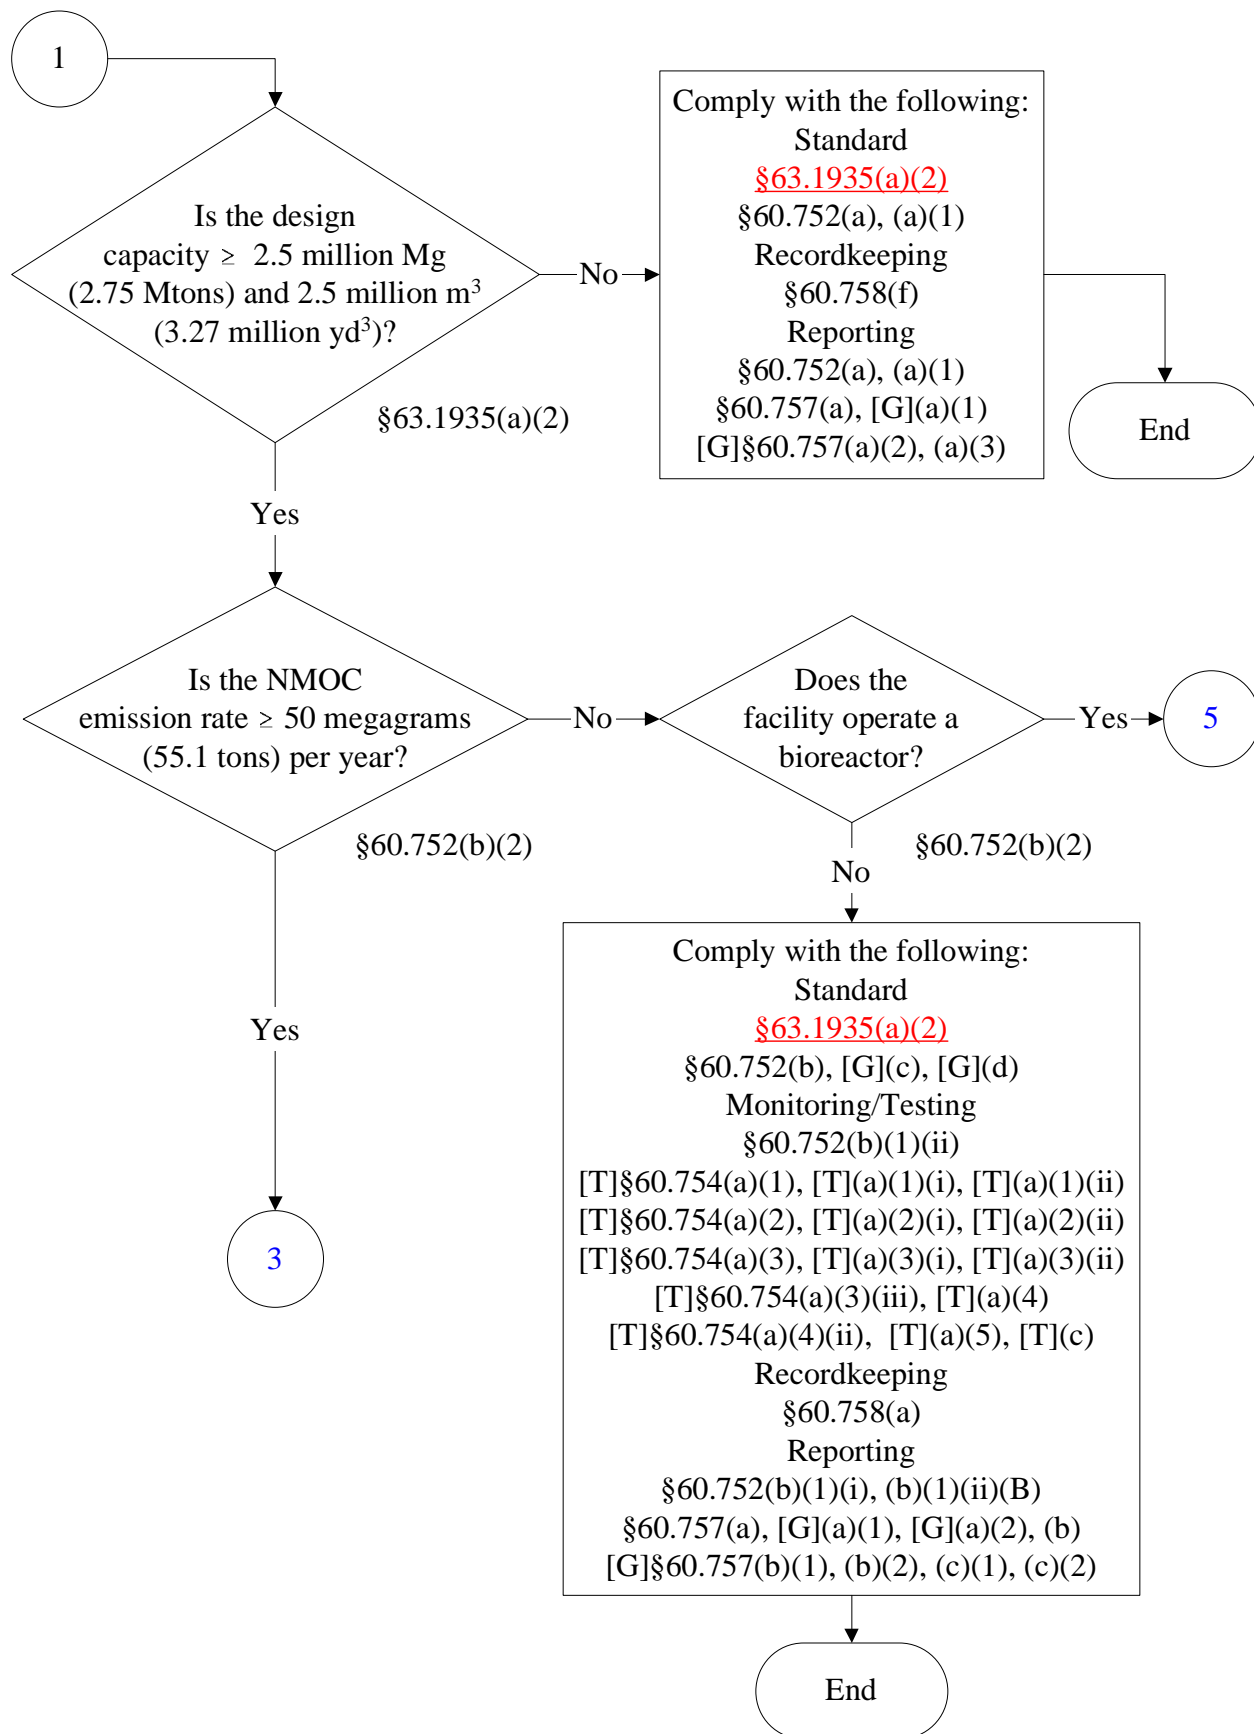 1
Is the design
capacity ≥ 2.5 million Mg
(2.75 Mtons) and 2.5 million m³
(3.27 million yd³)?
§63.1935(a)(2)
No
Comply with the following:
Standard
§63.1935(a)(2)
§60.752(a), (a)(1)
Recordkeeping
§60.758(f)
Reporting
§60.752(a), (a)(1)
§60.757(a), [G](a)(1)
[G]§60.757(a)(2), (a)(3)
End
Yes
Is the NMOC
emission rate ≥ 50 megagrams
(55.1 tons) per year?
§60.752(b)(2)
No
Does the
facility operate a
bioreactor?
§60.752(b)(2)
Yes
5
No
Yes
3
Comply with the following:
Standard
§63.1935(a)(2)
§60.752(b), [G](c), [G](d)
Monitoring/Testing
§60.752(b)(1)(ii)
[T]§60.754(a)(1), [T](a)(1)(i), [T](a)(1)(ii)
[T]§60.754(a)(2), [T](a)(2)(i), [T](a)(2)(ii)
[T]§60.754(a)(3), [T](a)(3)(i), [T](a)(3)(ii)
[T]§60.754(a)(3)(iii), [T](a)(4)
[T]§60.754(a)(4)(ii), [T](a)(5), [T](c)
Recordkeeping
§60.758(a)
Reporting
§60.752(b)(1)(i), (b)(1)(ii)(B)
§60.757(a), [G](a)(1), [G](a)(2), (b)
[G]§60.757(b)(1), (b)(2), (c)(1), (c)(2)
End